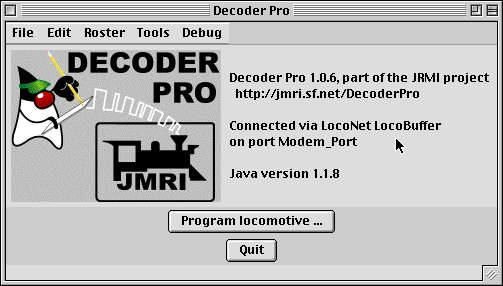 Decoder Pro
File Edit Roster Tools Debug
DECODER
PRO
JMRI
Decoder Pro 1.0.6, part of the JRMI project
http://jmri.sf.net/DecoderPro
Connected via LocoNet LocoBuffer
on port Modem_Port
Java version 1.1.8
Program locomotive ...
Quit